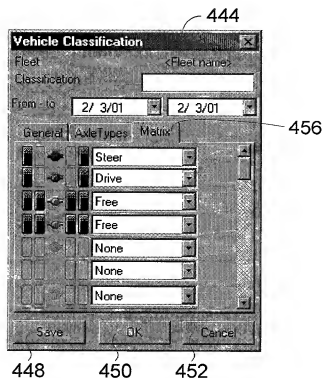 444
Vehicle Classification
Fleet <Fleet name>
Classification
From - to 2/ 3/01 2/ 3/01
General AxleTypes Matrix
456
Steer
Drive
Free
Free
None
None
None
Save OK Cancel
448 450 452